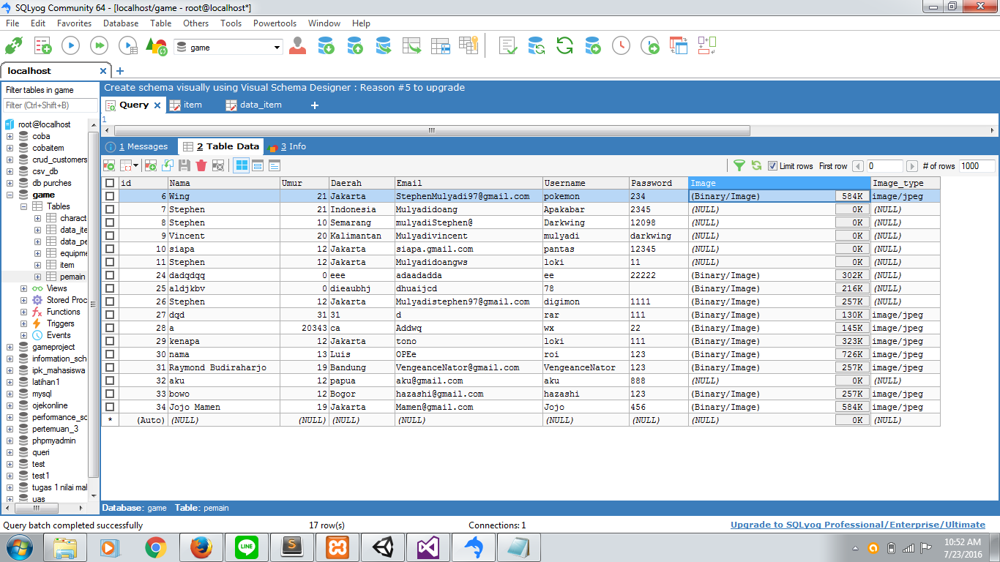 SQLyog Community 64 - [localhost/game - root@localhost*]
File Edit Favorites Database Table Others Tools Powertools Window Help
game
localhost
Create schema visually using Visual Schema Designer : Reason #5 to upgrade
Filter tables in game
Filter (Ctrl+Shift+B)
root@localhost
coba
cobaitem
crud_customers
csv_db
db purches
game
Tables
charact
data_ite
data_pe
equipme
item
pemain
Views
Stored Proc
Functions
Triggers
Events
gameproject
information_sch
ipk_mahasiswa
latihan1
mysql
ojekonline
performance_sc
pertemuan_3
phpmyadmin
queri
test
test1
tugas 1 nilai mal
uas
Query item data_item
1
1 Messages 2 Table Data 3 Info
Limit rows First row 0 # of rows 1000
id Nama Umur Daerah Email Username Password Image Image_type
6 Wing 21 Jakarta StephenMulyadi97@gmail.com pokemon 234 (Binary/Image) 584K image/jpeg
7 Stephen 21 Indonesia Mulyadidoang Apakabar 2345 (NULL) 0K (NULL)
8 Stephen 10 Semarang mulyadiStephen@ Darkwing 12098 (NULL) 0K (NULL)
9 Vincent 20 Kalimantan Mulyadivincent mulyadi darkwing (NULL) 0K (NULL)
10 siapa 12 Jakarta siapa.gmail.com pantas 12345 (NULL) 0K (NULL)
11 Stephen 12 Jakarta Mulyadidoangws loki 11 (NULL) 0K (NULL)
24 dadqdqq 0 eee adaadadda ee 22222 (Binary/Image) 302K (NULL)
25 aldjkbv 0 dieaubhj dhuaijcd 78 (Binary/Image) 216K (NULL)
26 Stephen 12 Jakarta Mulyadistephen97@gmail.com digimon 1111 (Binary/Image) 257K (NULL)
27 dqd 31 31 d rar 111 (Binary/Image) 130K image/jpeg
28 a 20343 ca Addwq wx 22 (Binary/Image) 145K image/jpeg
29 kenapa 12 Jakarta tono loki 111 (Binary/Image) 323K image/jpeg
30 nama 13 Luis OPEe roi 123 (Binary/Image) 726K image/jpeg
31 Raymond Budiraharjo 19 Bandung VengeanceNator@gmail.com VengeanceNator 123 (Binary/Image) 257K image/jpeg
32 aku 12 papua aku@gmail.com aku 888 (NULL) 0K (NULL)
33 bowo 12 Bogor hazashi@gmail.com hazashi 123 (Binary/Image) 257K image/jpeg
34 Jojo Mamen 19 Jakarta Mamen@gmail.com Jojo 456 (Binary/Image) 584K image/jpeg
* (Auto) (NULL) (NULL) (NULL) (NULL) (NULL) (NULL) (NULL) 0K (NULL)
Database: game Table: pemain
Query batch completed successfully 17 row(s) Connections: 1 Upgrade to SQLyog Professional/Enterprise/Ultimate
LINE
10:52 AM
7/23/2016